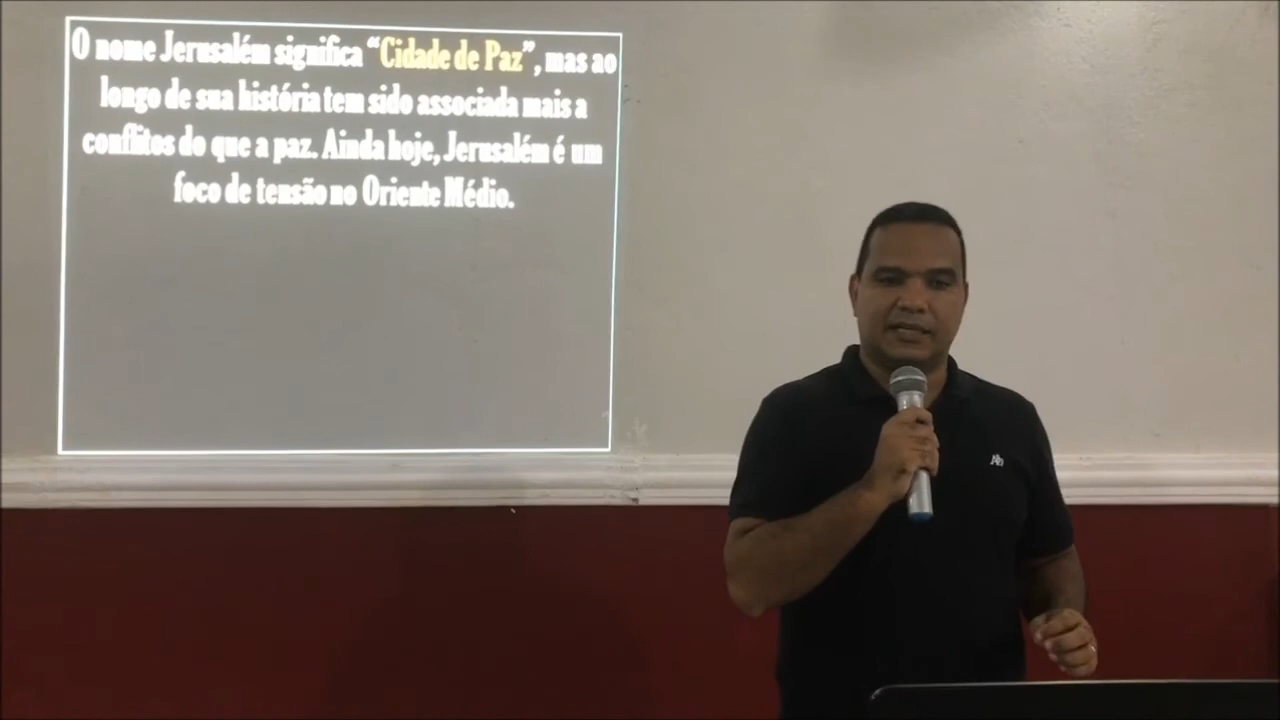 O nome Jerusalém significa “Cidade de Paz”, mas ao
longo de sua história tem sido associada mais a
conflitos do que a paz. Ainda hoje, Jerusalém é um
foco de tensão no Oriente Médio.